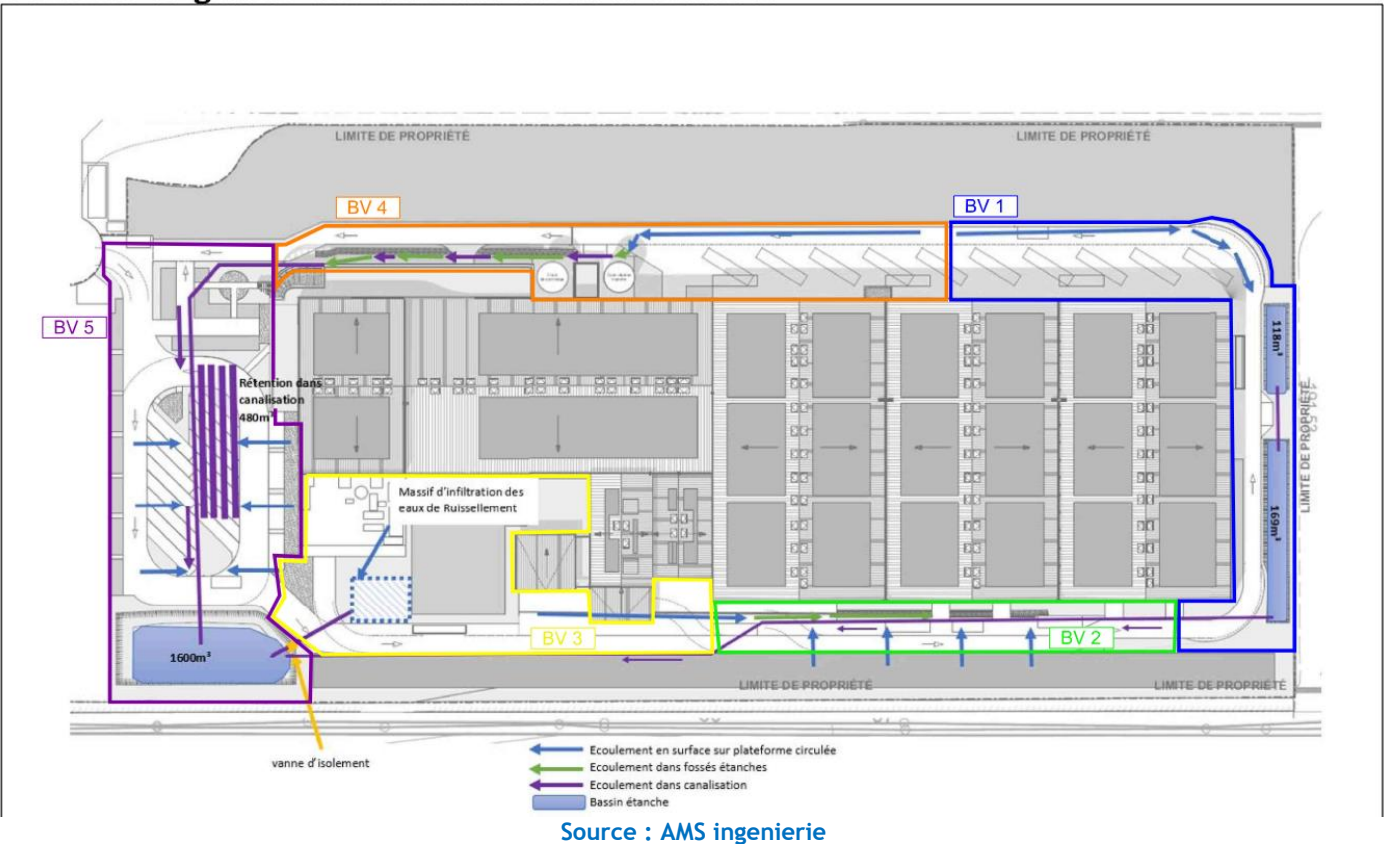 LIMITE DE PROPRIÉTÉ
LIMITE DE PROPRIÉTÉ
BV 4
BV 1
BV 5
118m³
Rétention dans
canalisation
480m³
LIMITE DE PROPRIÉTÉ
Massif d'infiltration des
eaux de Ruissellement
169m³
BV 3
BV 2
1600m³
LIMITE DE PROPRIÉTÉ
LIMITE DE PROPRIÉTÉ
vanne d'isolement
Ecoulement en surface sur plateforme circulée
Ecoulement dans fossés étanches
Ecoulement dans canalisation
Bassin étanche
Source : AMS ingenierie